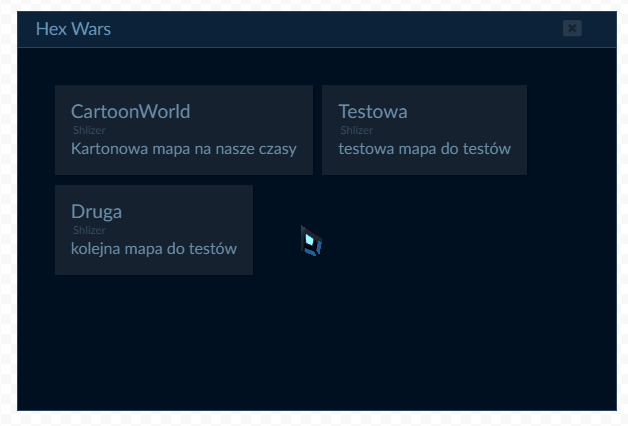 Hex Wars
CartoonWorld
Shlizer
Kartonowa mapa na nasze czasy
Testowa
Shlizer
testowa mapa do testów
Druga
Shlizer
kolejna mapa do testów